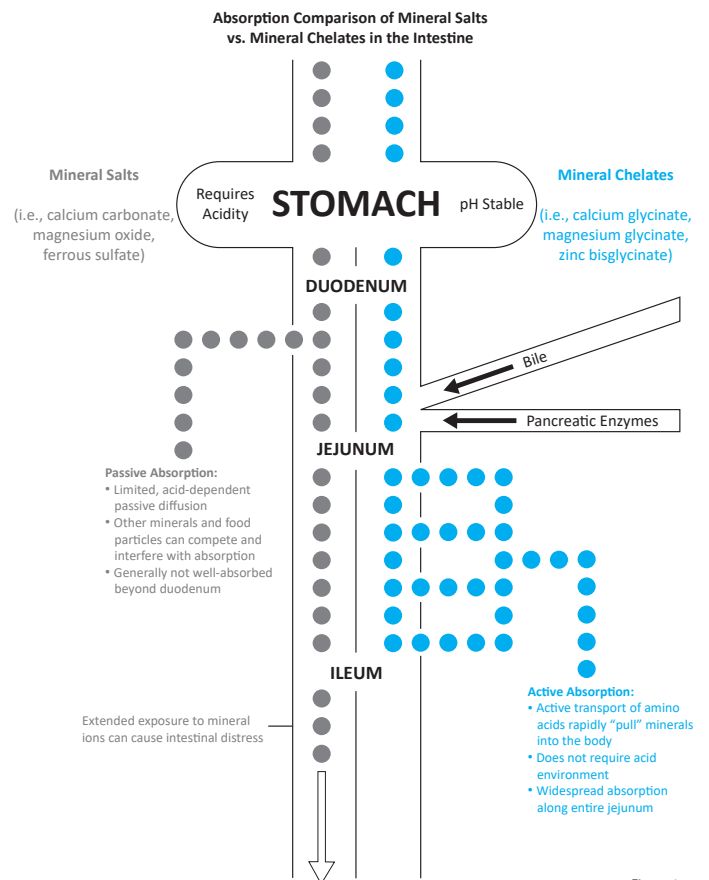 Absorption Comparison of Mineral Salts
vs. Mineral Chelates in the Intestine
Mineral Salts
(i.e., calcium carbonate,
magnesium oxide,
ferrous sulfate)
Requires
Acidity
STOMACH
pH Stable
Mineral Chelates
(i.e., calcium glycinate,
magnesium glycinate,
zinc bisglycinate)
DUODENUM
Bile
Pancreatic Enzymes
JEJUNUM
Passive Absorption:
• Limited, acid-dependent
passive diffusion
• Other minerals and food
particles can compete and
interfere with absorption
• Generally not well-absorbed
beyond duodenum
ILEUM
Active Absorption:
• Active transport of amino
acids rapidly “pull” minerals
into the body
• Does not require acid
environment
• Widespread absorption
along entire jejunum
Extended exposure to mineral
ions can cause intestinal distress